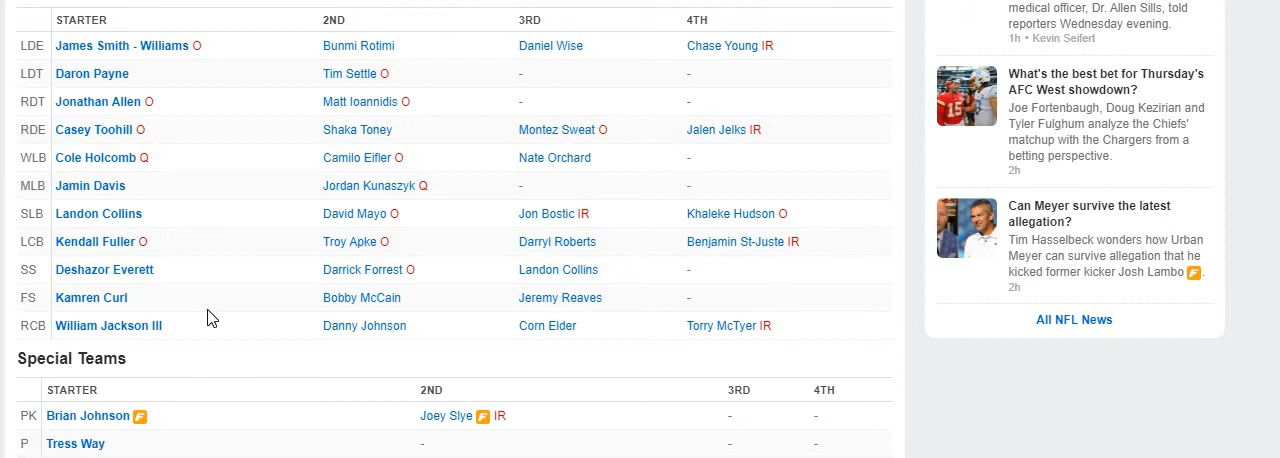 STARTER 2ND 3RD 4TH
LDE James Smith - Williams O Bunmi Rotimi Daniel Wise Chase Young IR
LDT Daron Payne Tim Settle O - -
RDT Jonathan Allen O Matt Ioannidis O - -
RDE Casey Toohill O Shaka Toney Montez Sweat O Jalen Jelks IR
WLB Cole Holcomb Q Camilo Eifler O Nate Orchard -
MLB Jamin Davis Jordan Kunaszyk Q - -
SLB Landon Collins David Mayo O Jon Bostic IR Khaleke Hudson O
LCB Kendall Fuller O Troy Apke O Darryl Roberts Benjamin St-Juste IR
SS Deshazor Everett Darrick Forrest O Landon Collins -
FS Kamren Curl Bobby McCain Jeremy Reaves -
RCB William Jackson III Danny Johnson Corn Elder Torry McTyer IR
Special Teams
STARTER 2ND 3RD 4TH
PK Brian Johnson F Joey Slye F IR - -
P Tress Way - - -
medical officer, Dr. Allen Sills, told
reporters Wednesday evening.
1h • Kevin Seifert
What's the best bet for Thursday's
AFC West showdown?
Joe Fortenbaugh, Doug Kezirian and
Tyler Fulghum analyze the Chiefs'
matchup with the Chargers from a
betting perspective.
2h
Can Meyer survive the latest
allegation?
Tim Hasselbeck wonders how Urban
Meyer can survive allegation that he
kicked former kicker Josh Lambo F.
2h
All NFL News